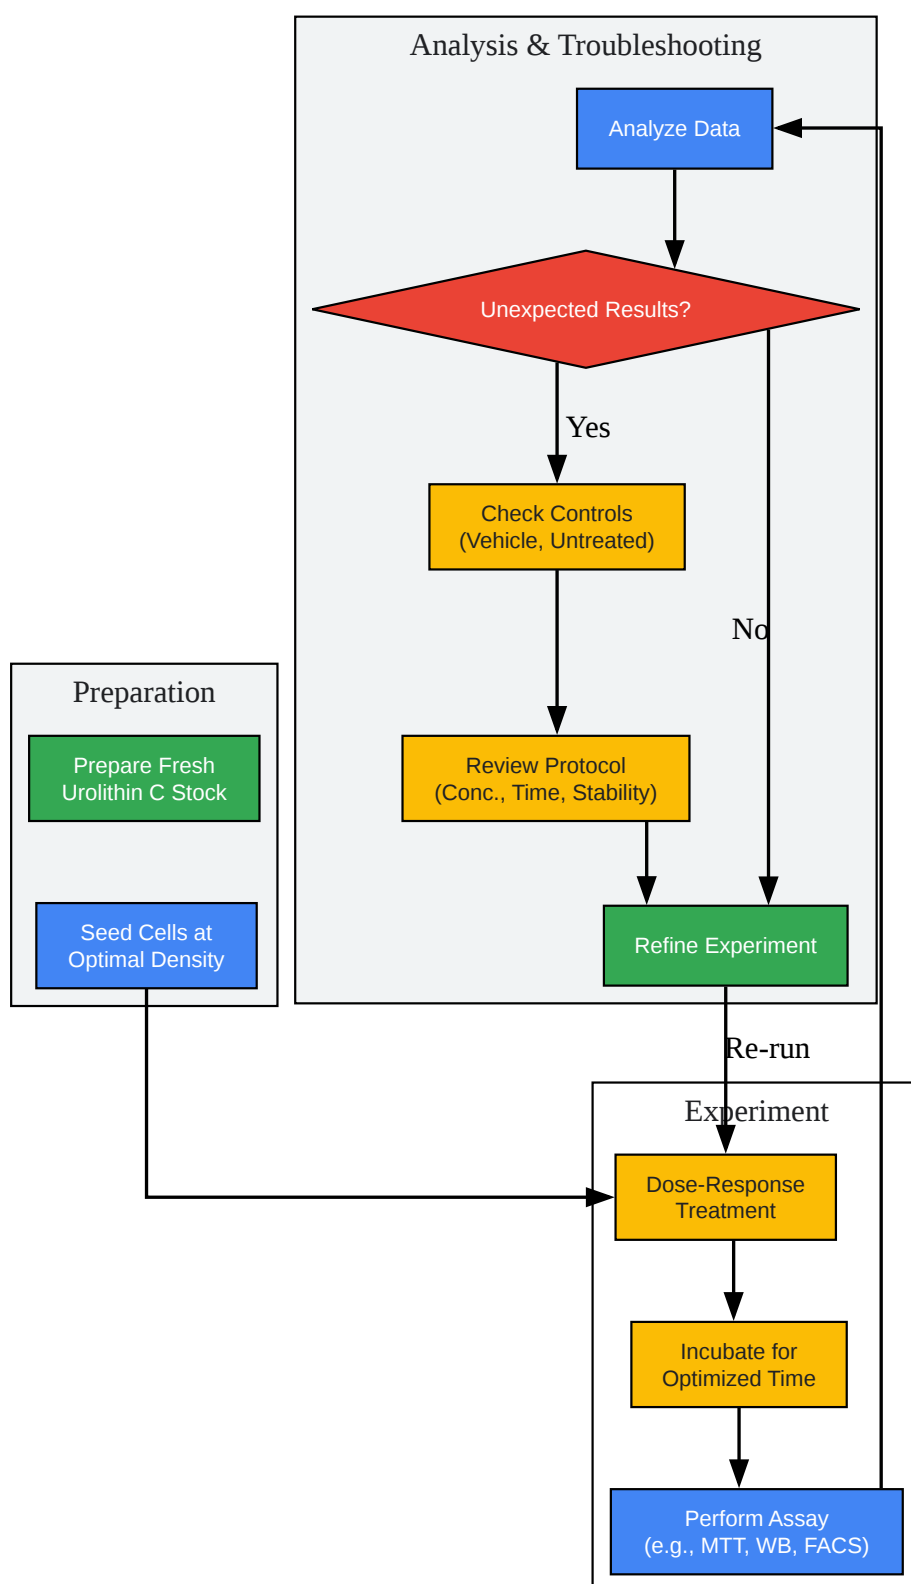 Analysis & Troubleshooting
Analyze Data
Unexpected Results?
Yes
Check Controls
(Vehicle, Untreated)
No
Preparation
Prepare Fresh
Urolithin C Stock
Review Protocol
(Conc., Time, Stability)
Seed Cells at
Optimal Density
Refine Experiment
Re-run
Experiment
Dose-Response
Treatment
Incubate for
Optimized Time
Perform Assay
(e.g., MTT, WB, FACS)